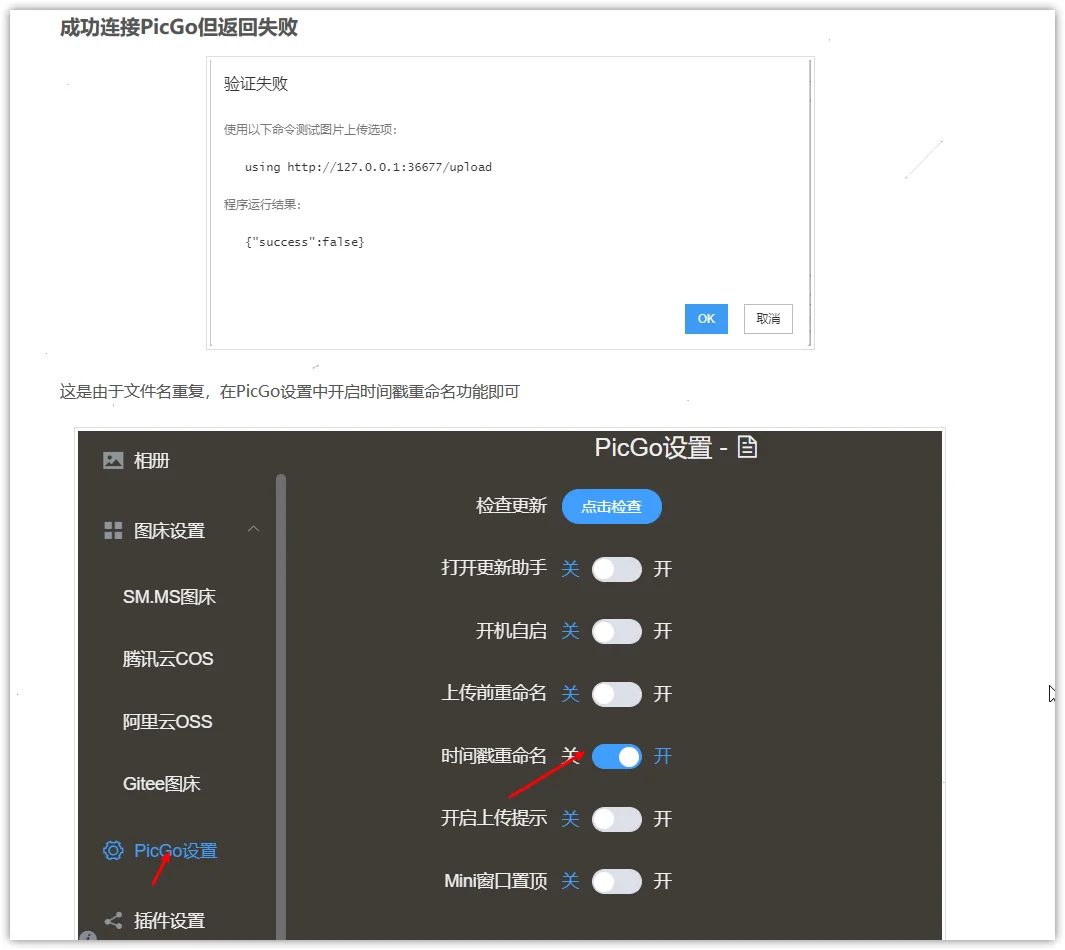 成功连接PicGo但返回失败
验证失败
使用以下命令测试图片上传选项:
using http://127.0.0.1:36677/upload
程序运行结果:
{"success":false}
OK 取消
这是由于文件名重复，在PicGo设置中开启时间戳重命名功能即可
PicGo设置 -
相册
图床设置
SM.MS图床
腾讯云COS
阿里云OSS
Gitee图床
PicGo设置
插件设置
检查更新 点击检查
打开更新助手 关 开
开机自启 关 开
上传前重命名 关 开
时间戳重命名 关 开
开启上传提示 关 开
Mini窗口置顶 关 开